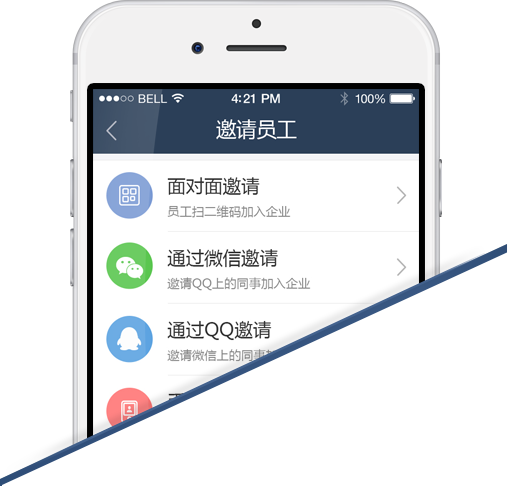 BELL 4:21 PM 100%
邀请员工
面对面邀请
员工扫二维码加入企业
通过微信邀请
邀请QQ上的同事加入企业
通过QQ邀请
邀请微信上的同事